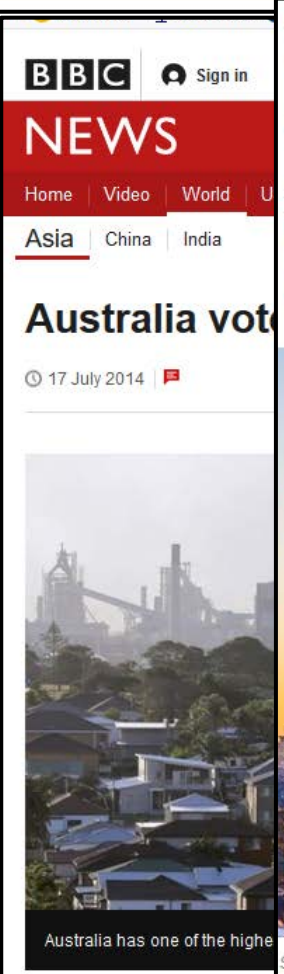 BBC Sign in
NEWS
Home Video World U
Asia China India
Australia vot
17 July 2014
Australia has one of the highe